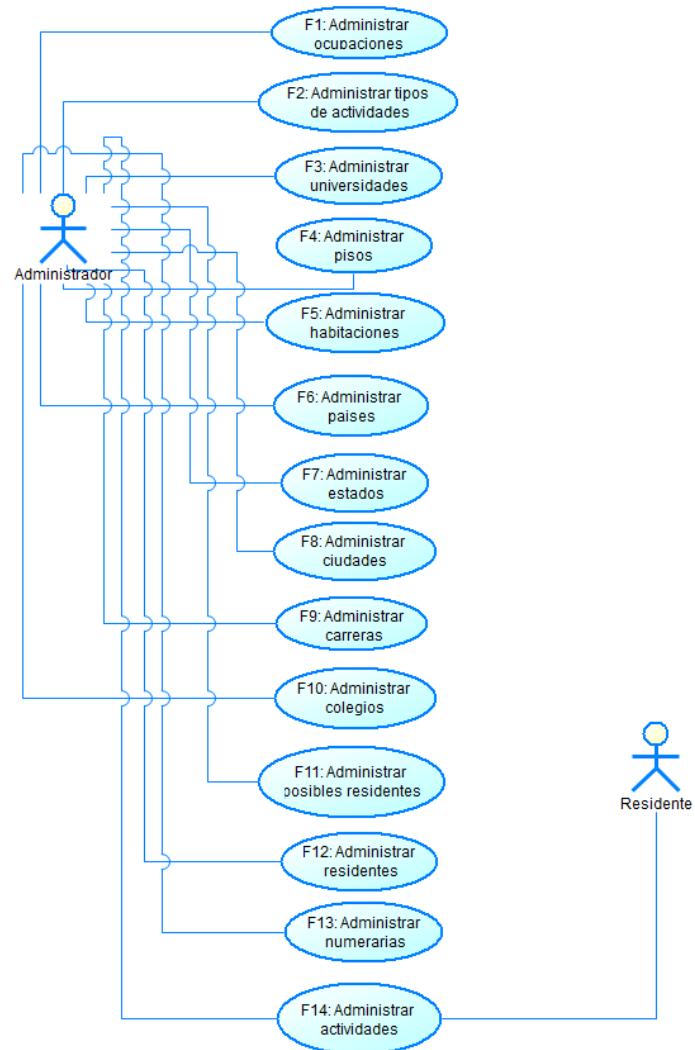 F1: Administrar
ocupaciones
F2: Administrar tipos
de actividades
F3: Administrar
universidades
F4: Administrar
pisos
Administrador
F5: Administrar
habitaciones
F6: Administrar
paises
F7: Administrar
estados
F8: Administrar
ciudades
F9: Administrar
carreras
F10: Administrar
colegios
F11: Administrar
posibles residentes
Residente
F12: Administrar
residentes
F13: Administrar
numerarias
F14: Administrar
actividades